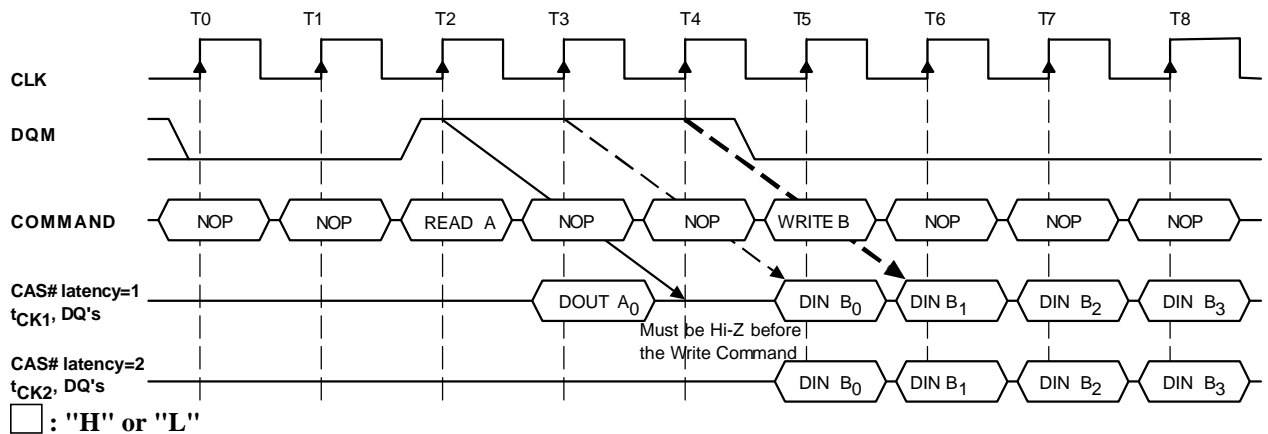 T0 T1 T2 T3 T4 T5 T6 T7 T8
CLK
DQM
COMMAND NOP NOP READ A NOP NOP WRITE B NOP NOP NOP
CAS# latency=1
tCK1, DQ's
DOUT A0 DIN B0 DIN B1 DIN B2 DIN B3
Must be Hi-Z before
the Write Command
CAS# latency=2
tCK2, DQ's
DIN B0 DIN B1 DIN B2 DIN B3
: "H" or "L"